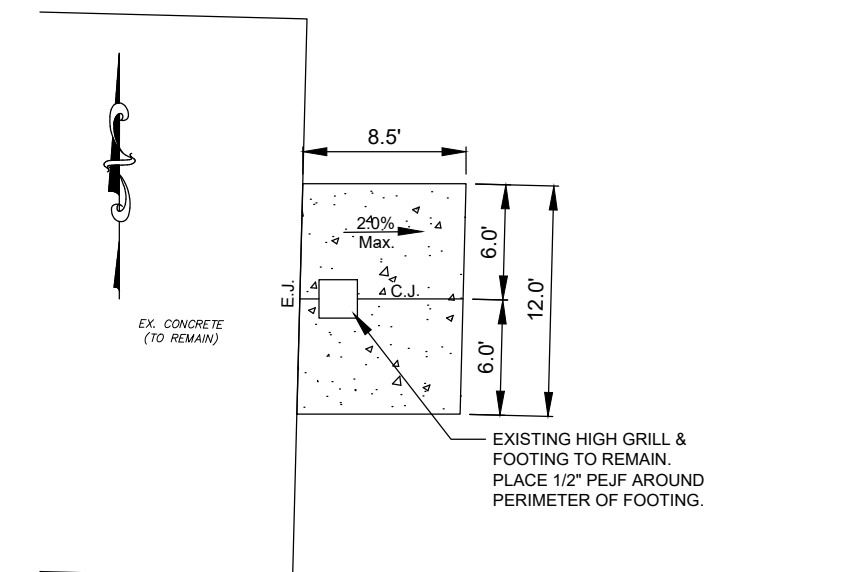 8.5'
2.0%
Max.
6.0'
12.0'
E.J.
C.J.
EX. CONCRETE
(TO REMAIN)
6.0'
EXISTING HIGH GRILL &
FOOTING TO REMAIN.
PLACE 1/2" PEJF AROUND
PERIMETER OF FOOTING.